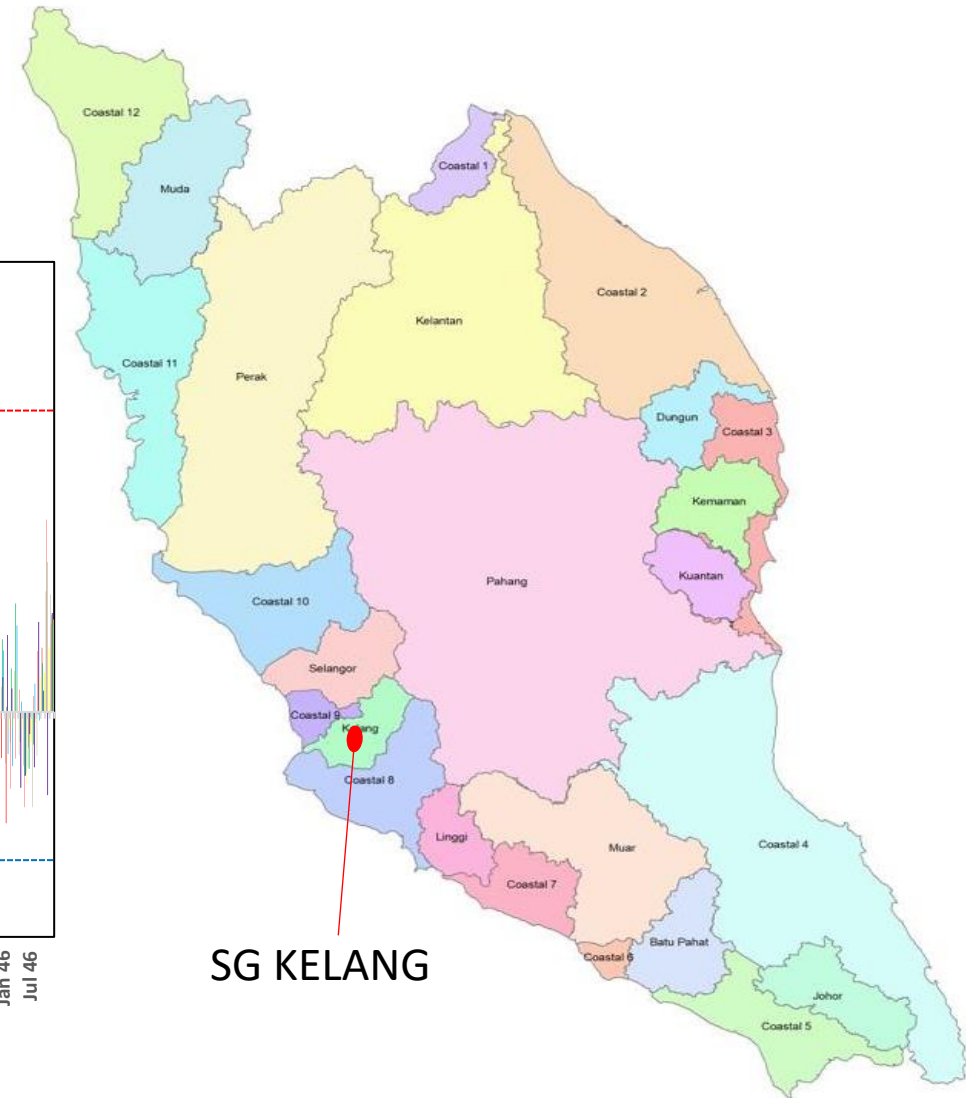 Coastal 12
Coastal 1
Muda
Coastal 2
Kelantan
Coastal 11
Perak
Dungun
Coastal 3
Kemaman
Kuantan
Pahang
Coastal 10
Selangor
Coastal 9
Kelang
Coastal 8
Linggi
Muar
Coastal 4
Coastal 7
Batu Pahat
Coastal 6
Johor
Coastal 5
SG KELANG
Jan 46
Jul 46